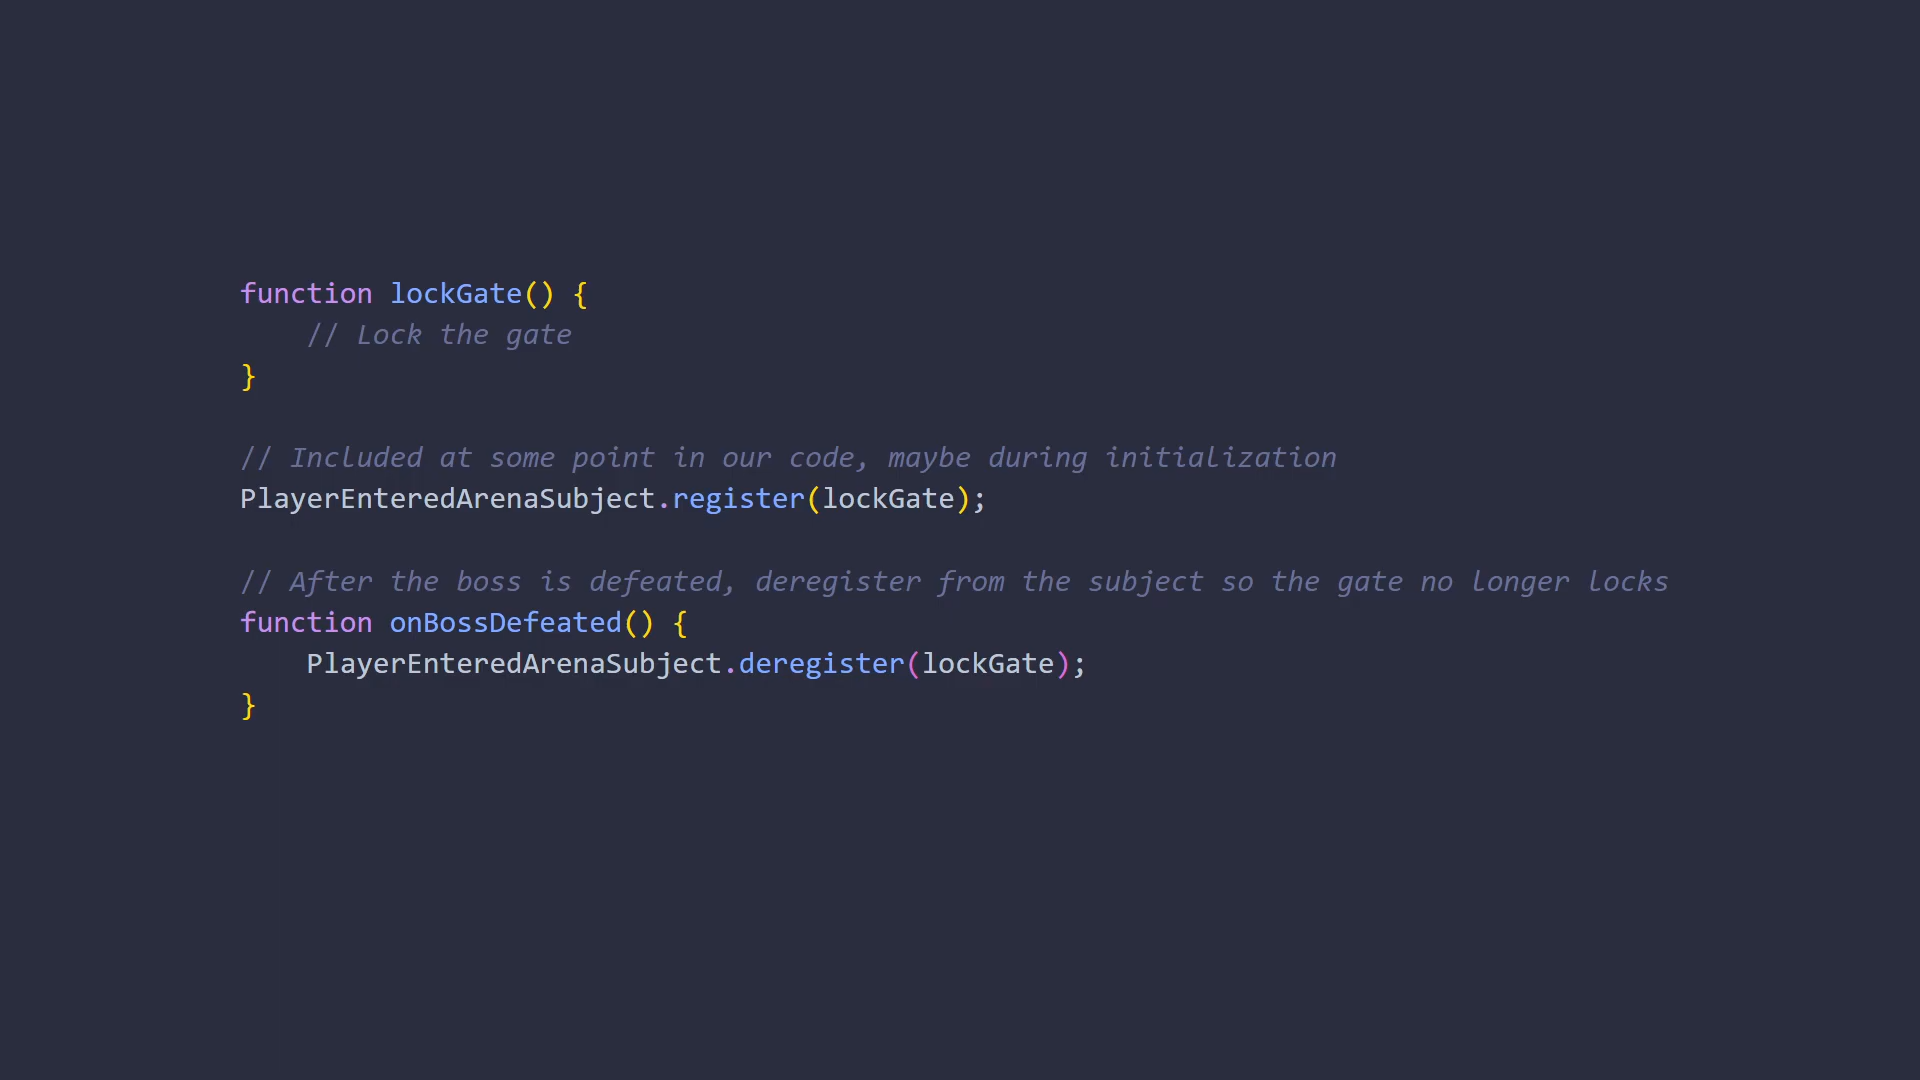 function lockGate() {
    // Lock the gate
}

// Included at some point in our code, maybe during initialization
PlayerEnteredArenaSubject.register(lockGate);

// After the boss is defeated, deregister from the subject so the gate no longer locks
function onBossDefeated() {
    PlayerEnteredArenaSubject.deregister(lockGate);
}